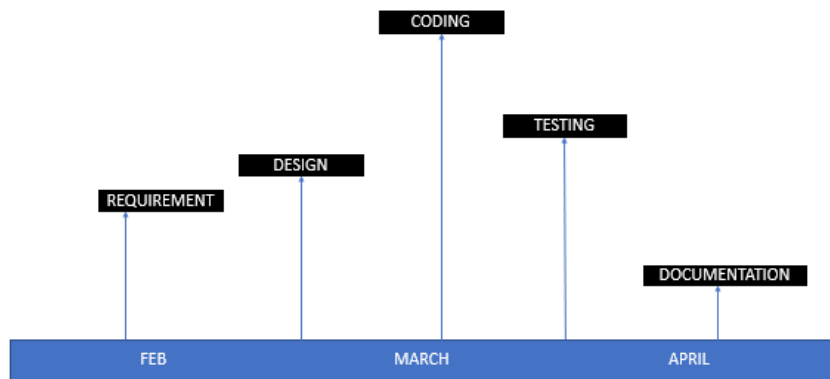 CODING
TESTING
DESIGN
REQUIREMENT
DOCUMENTATION
FEB
MARCH
APRIL